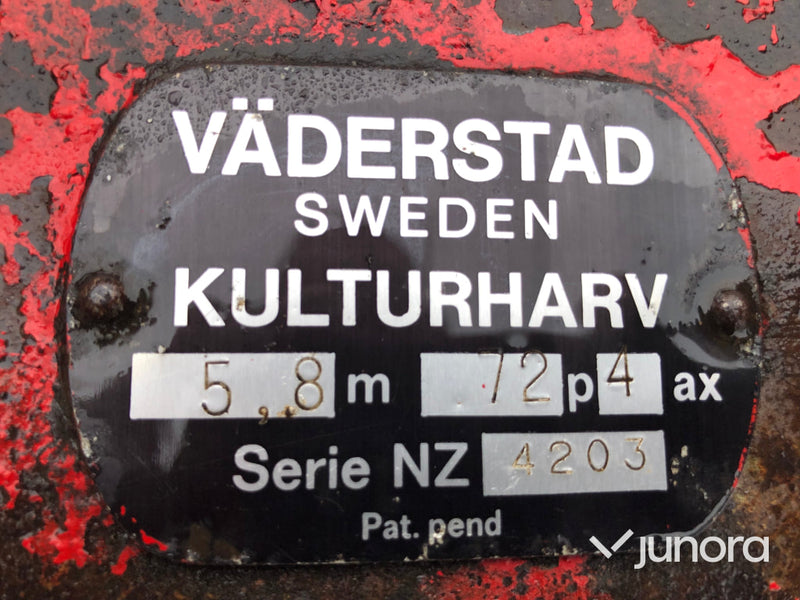 VÄDERSTAD
SWEDEN
KULTURHARV
5,8 m 72 p 4 ax
Serie NZ 4203
Pat. pend
junora